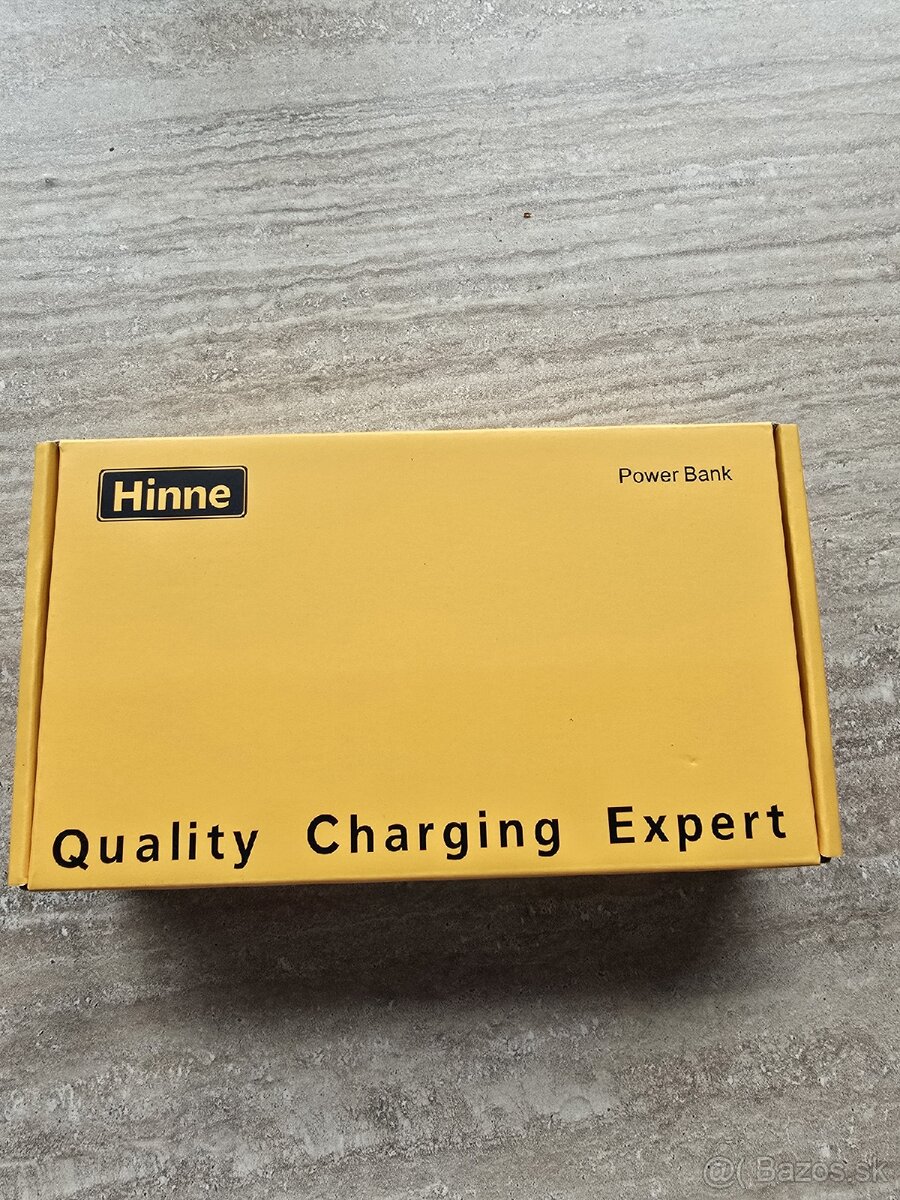 Hinne
Power Bank
Quality Charging Expert
@( Bazos.sk